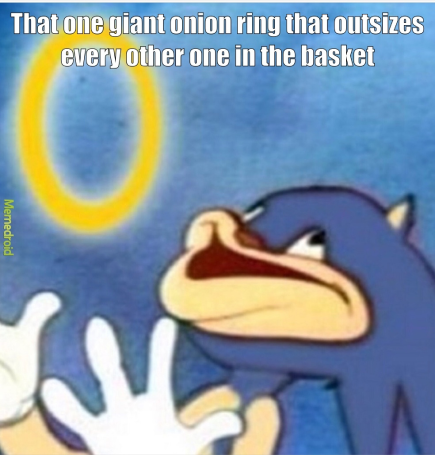 That one giant onion ring that outsizes
every other one in the basket
Memedroid